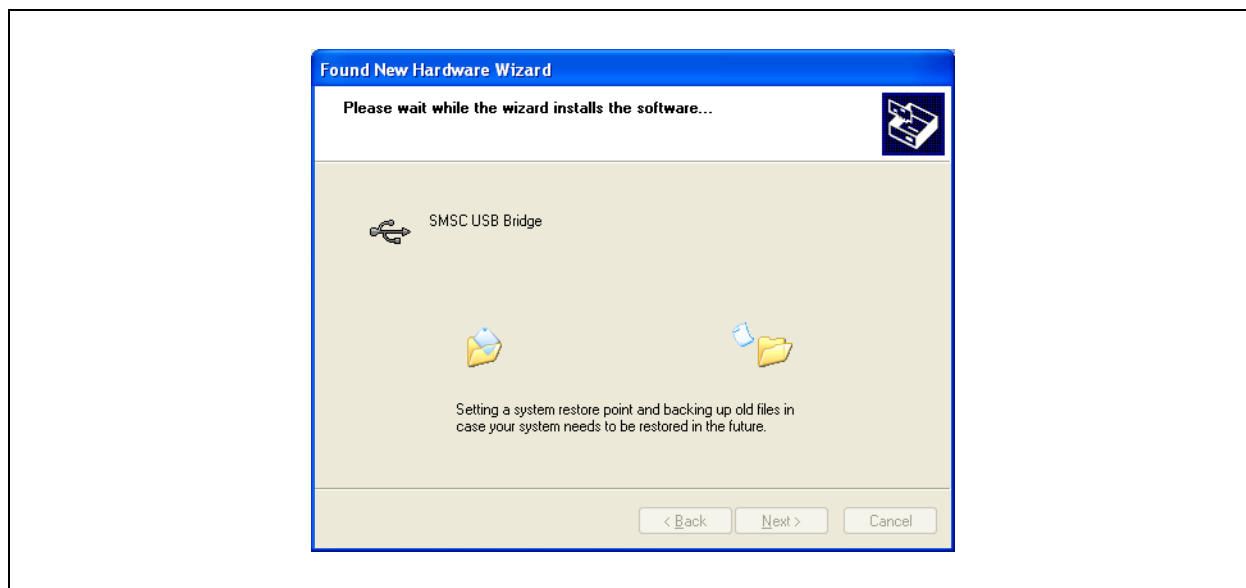 Found New Hardware Wizard
Please wait while the wizard installs the software...
SMSC USB Bridge
Setting a system restore point and backing up old files in
case your system needs to be restored in the future.
< Back Next > Cancel